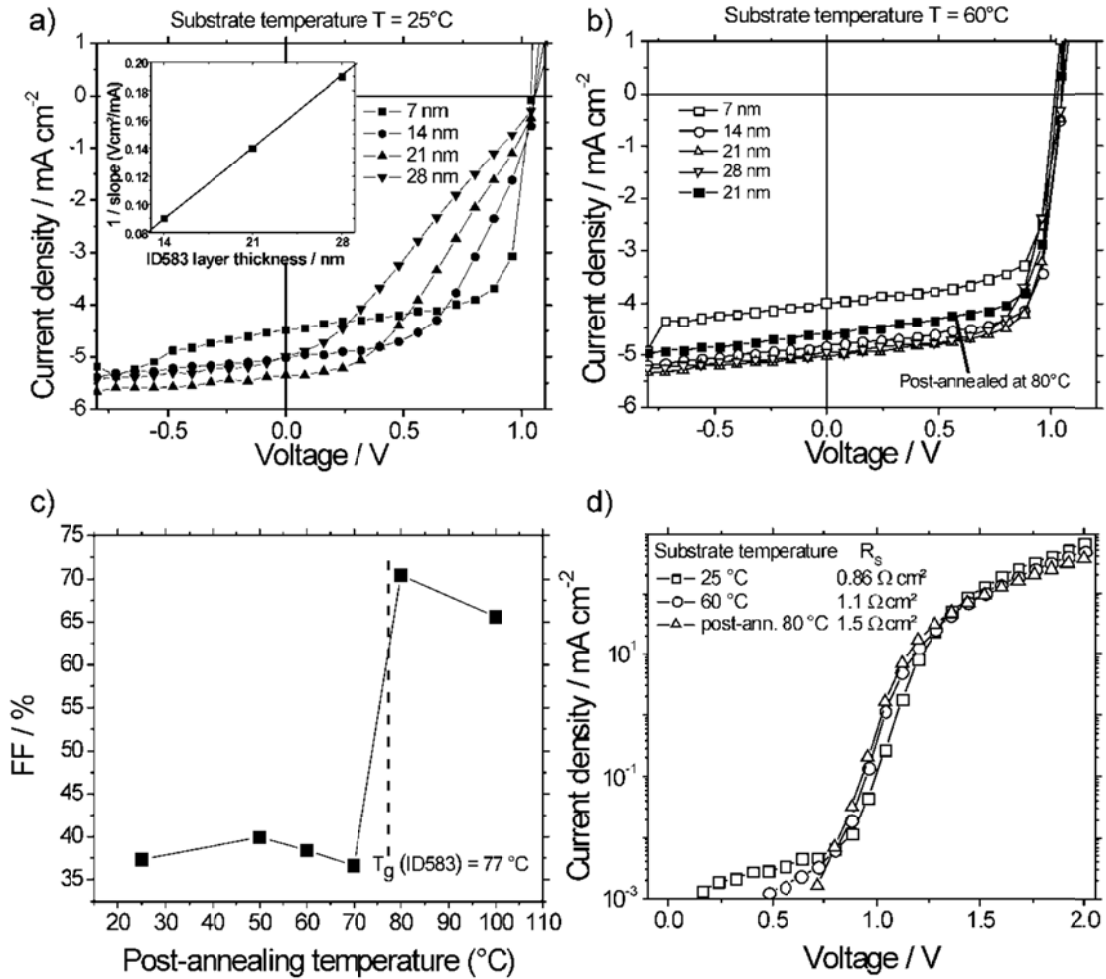 a)
Substrate temperature T = 25°C
1
0
-1
-2
-3
-4
-5
-6
Current density / mA cm⁻²
-0.5
0.0
0.5
1.0
Voltage / V
0.20
0.18
0.16
0.14
0.12
0.10
0.08
1 / slope (Vcm²/mA)
14
21
28
ID583 layer thickness / nm
7 nm
14 nm
21 nm
28 nm
b)
Substrate temperature T = 60°C
1
0
-1
-2
-3
-4
-5
-6
Current density / mA cm⁻²
-0.5
0.0
0.5
1.0
Voltage / V
7 nm
14 nm
21 nm
28 nm
21 nm
Post-annealed at 80°C
c)
75
70
65
60
55
50
45
40
35
FF / %
20 30 40 50 60 70 80 90 100 110
Post-annealing temperature (°C)
Tg (ID583) = 77 °C
d)
Substrate temperature Rs
25 °C 0.86 Ω cm²
60 °C 1.1 Ω cm²
post-ann. 80 °C 1.5 Ω cm²
10¹
10⁻¹
10⁻³
Current density / mA cm⁻²
0.0
0.5
1.0
1.5
2.0
Voltage / V